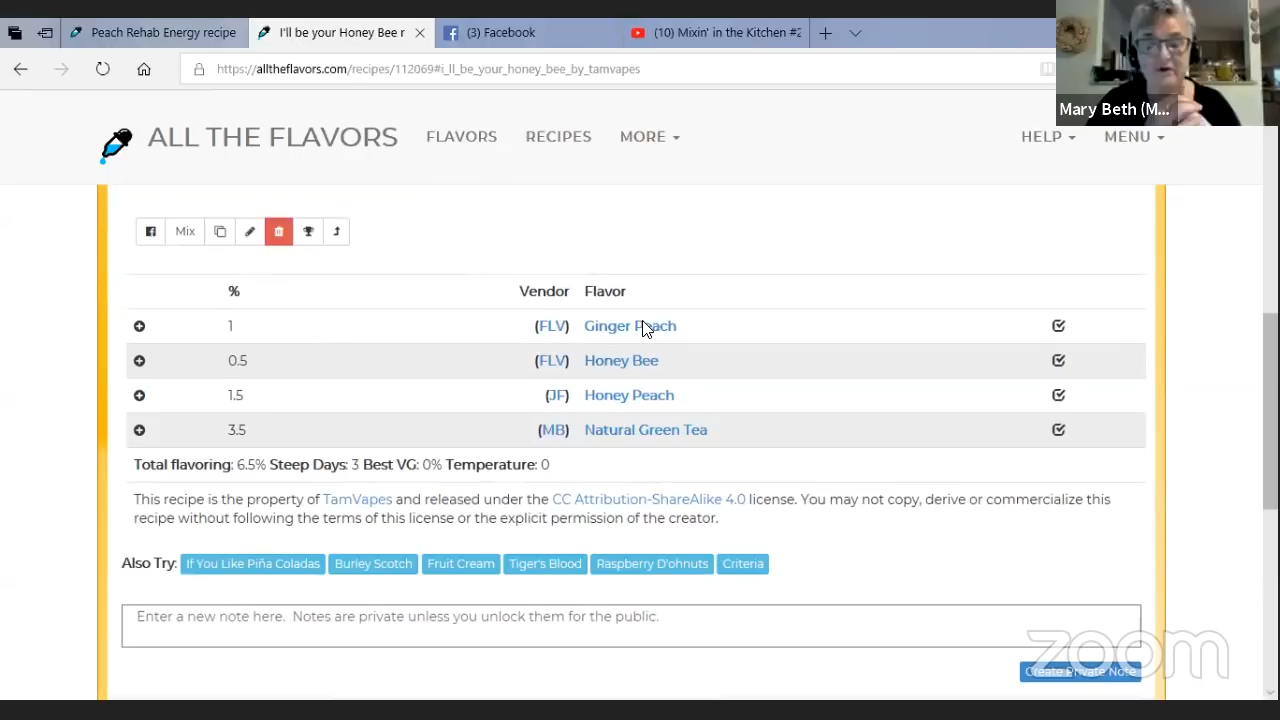 Peach Rehab Energy recipe
I'll be your Honey Bee r
(3) Facebook
(10) Mixin' in the Kitchen #2
https://alltheflavors.com/recipes/112069#i_ll_be_your_honey_bee_by_tamvapes
Mary Beth (M...
ALL THE FLAVORS FLAVORS RECIPES MORE HELP MENU
Mix
% Vendor Flavor
1 (FLV) Ginger Peach
0.5 (FLV) Honey Bee
1.5 (JF) Honey Peach
3.5 (MB) Natural Green Tea
Total flavoring: 6.5% Steep Days: 3 Best VG: 0% Temperature: 0
This recipe is the property of TamVapes and released under the CC Attribution-ShareAlike 4.0 license. You may not copy, derive or commercialize this
recipe without following the terms of this license or the explicit permission of the creator.
Also Try: If You Like Piña Coladas Burley Scotch Fruit Cream Tiger's Blood Raspberry D'ohnuts Criteria
Enter a new note here. Notes are private unless you unlock them for the public.
zoom
Create Private Note